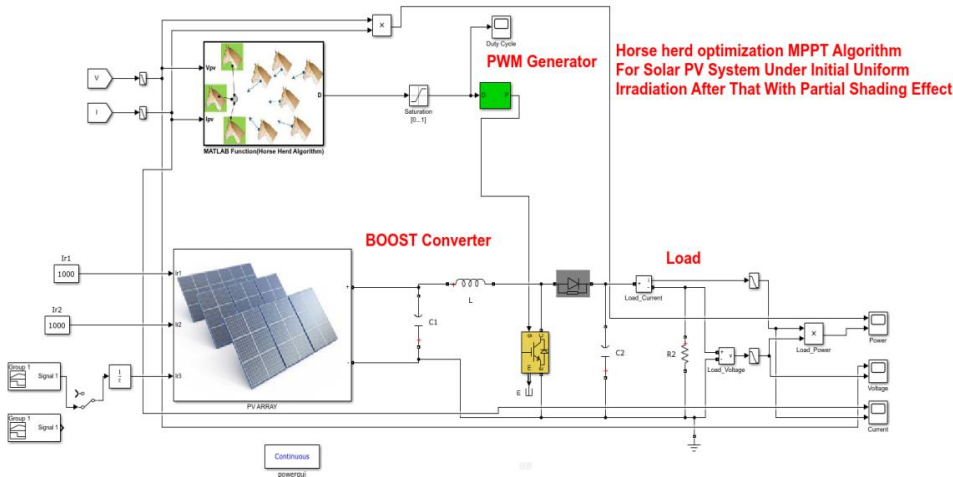 Duty Cycle
PWM Generator
Horse herd optimization MPPT Algorithm
For Solar PV System Under Initial Uniform
Irradiation After That With Partial Shading Effect
V
I
Vpv
Ipv
D
MATLAB Function(Horse Herd Algorithm)
Saturation
[0...1]
D
P
×
BOOST Converter
Load
Ir1
1000
Ir2
1000
Ir1
Ir2
Ir3
+
-
PV ARRAY
L
C1
C2
g
C
E
m
Load_Current
+
-
i
R2
Load_Voltage
+
-
v
×
Load_Power
Power
Voltage
Current
Group 1
Signal 1
Group 1
Signal 1
Continuous
powergui